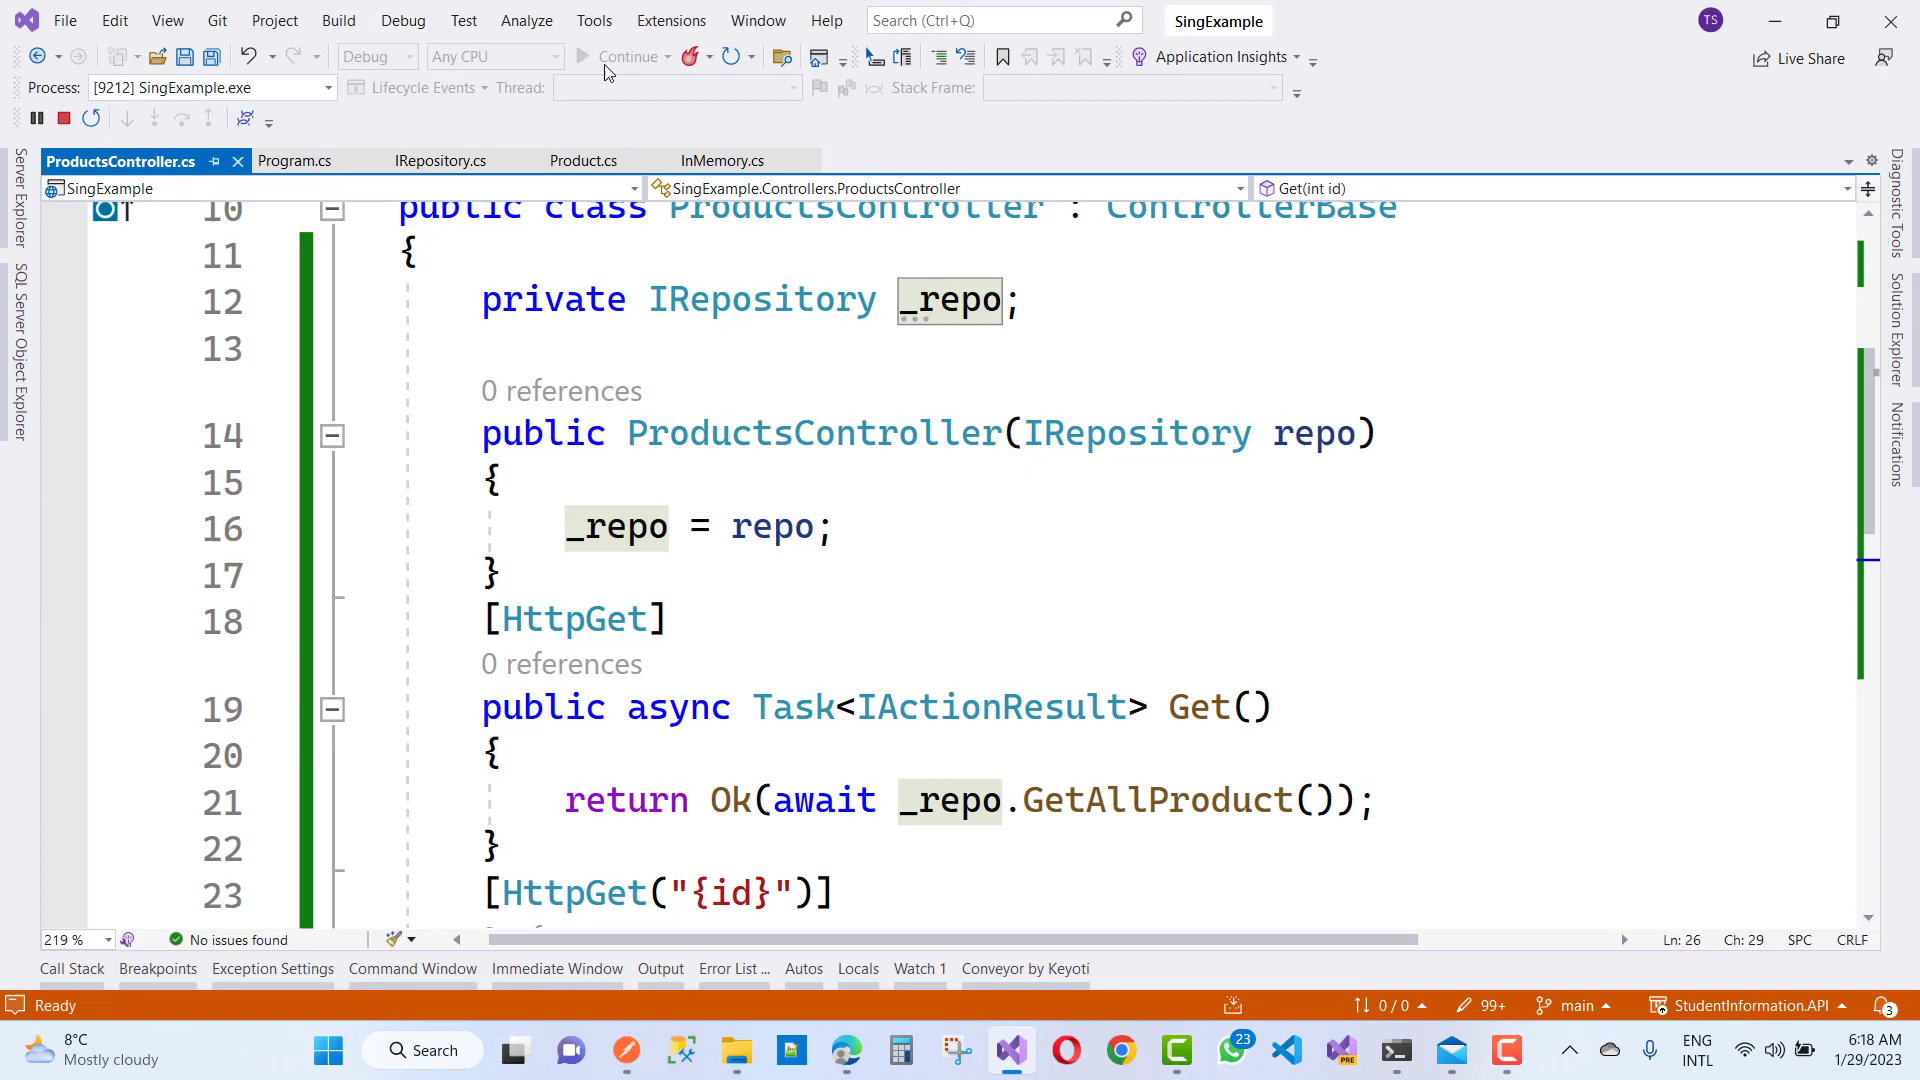 File Edit View Git Project Build Debug Test Analyze Tools Extensions Window Help Search (Ctrl+Q) SingExample TS
Debug Any CPU Continue Application Insights Live Share
Process: [9212] SingExample.exe Lifecycle Events Thread: Stack Frame:
ProductsController.cs Program.cs IRepository.cs Product.cs InMemory.cs
SingExample SingExample.Controllers.ProductsController Get(int id)
Server Explorer
SQL Server Object Explorer
Diagnostic Tools
Solution Explorer
Notifications
10 public class ProductsController : ControllerBase
11 {
12 private IRepository _repo;
13
0 references
14 public ProductsController(IRepository repo)
15 {
16 _repo = repo;
17 }
18 [HttpGet]
0 references
19 public async Task<IActionResult> Get()
20 {
21 return Ok(await _repo.GetAllProduct());
22 }
23 [HttpGet("{id}")]
219 % No issues found Ln: 26 Ch: 29 SPC CRLF
Call Stack Breakpoints Exception Settings Command Window Immediate Window Output Error List ... Autos Locals Watch 1 Conveyor by Keyoti
Ready 0 / 0 99+ main StudentInformation.API 3
8°C
Mostly cloudy
Search
23
PRE
ENG
INTL
6:18 AM
1/29/2023